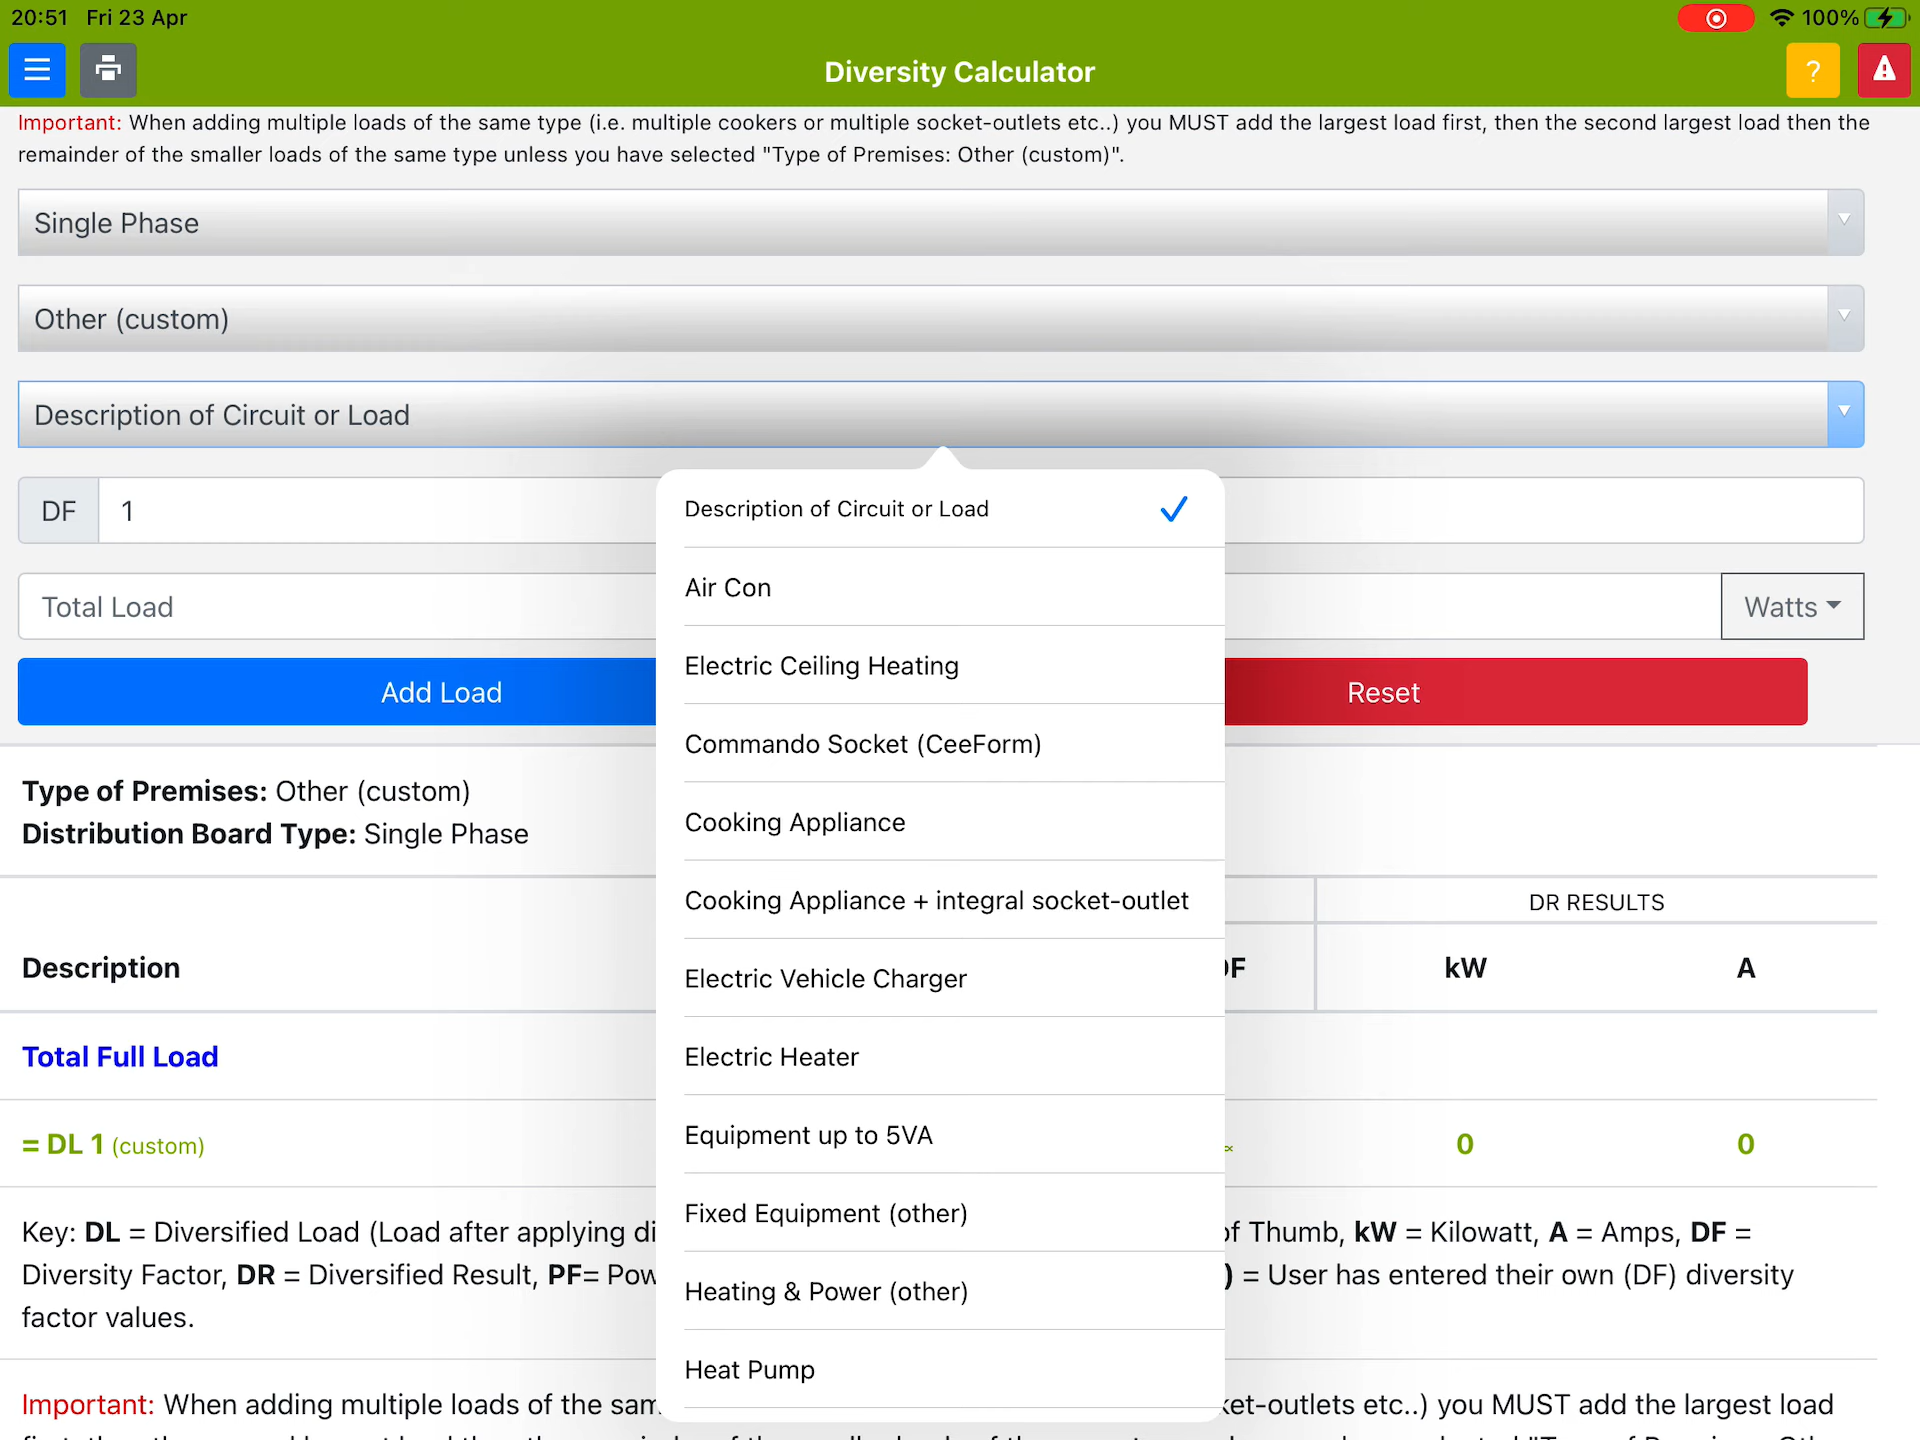 20:51 Fri 23 Apr
100%
Diversity Calculator
?
Important: When adding multiple loads of the same type (i.e. multiple cookers or multiple socket-outlets etc..) you MUST add the largest load first, then the second largest load then the
remainder of the smaller loads of the same type unless you have selected "Type of Premises: Other (custom)".
Single Phase
Other (custom)
Description of Circuit or Load
DF 1
Total Load
Watts
Add Load
Reset
Description of Circuit or Load
Air Con
Electric Ceiling Heating
Commando Socket (CeeForm)
Cooking Appliance
Cooking Appliance + integral socket-outlet
Electric Vehicle Charger
Electric Heater
Equipment up to 5VA
Fixed Equipment (other)
Heating & Power (other)
Heat Pump
Type of Premises: Other (custom)
Distribution Board Type: Single Phase
DR RESULTS
Description kW A
Total Full Load
= DL 1 (custom) 0 0
Key: DL = Diversified Load (Load after applying of Thumb, kW = Kilowatt, A = Amps, DF =
Diversity Factor, DR = Diversified Result, PF= ) = User has entered their own (DF) diversity
factor values.
Important: When adding multiple loads of the ket-outlets etc..) you MUST add the largest load